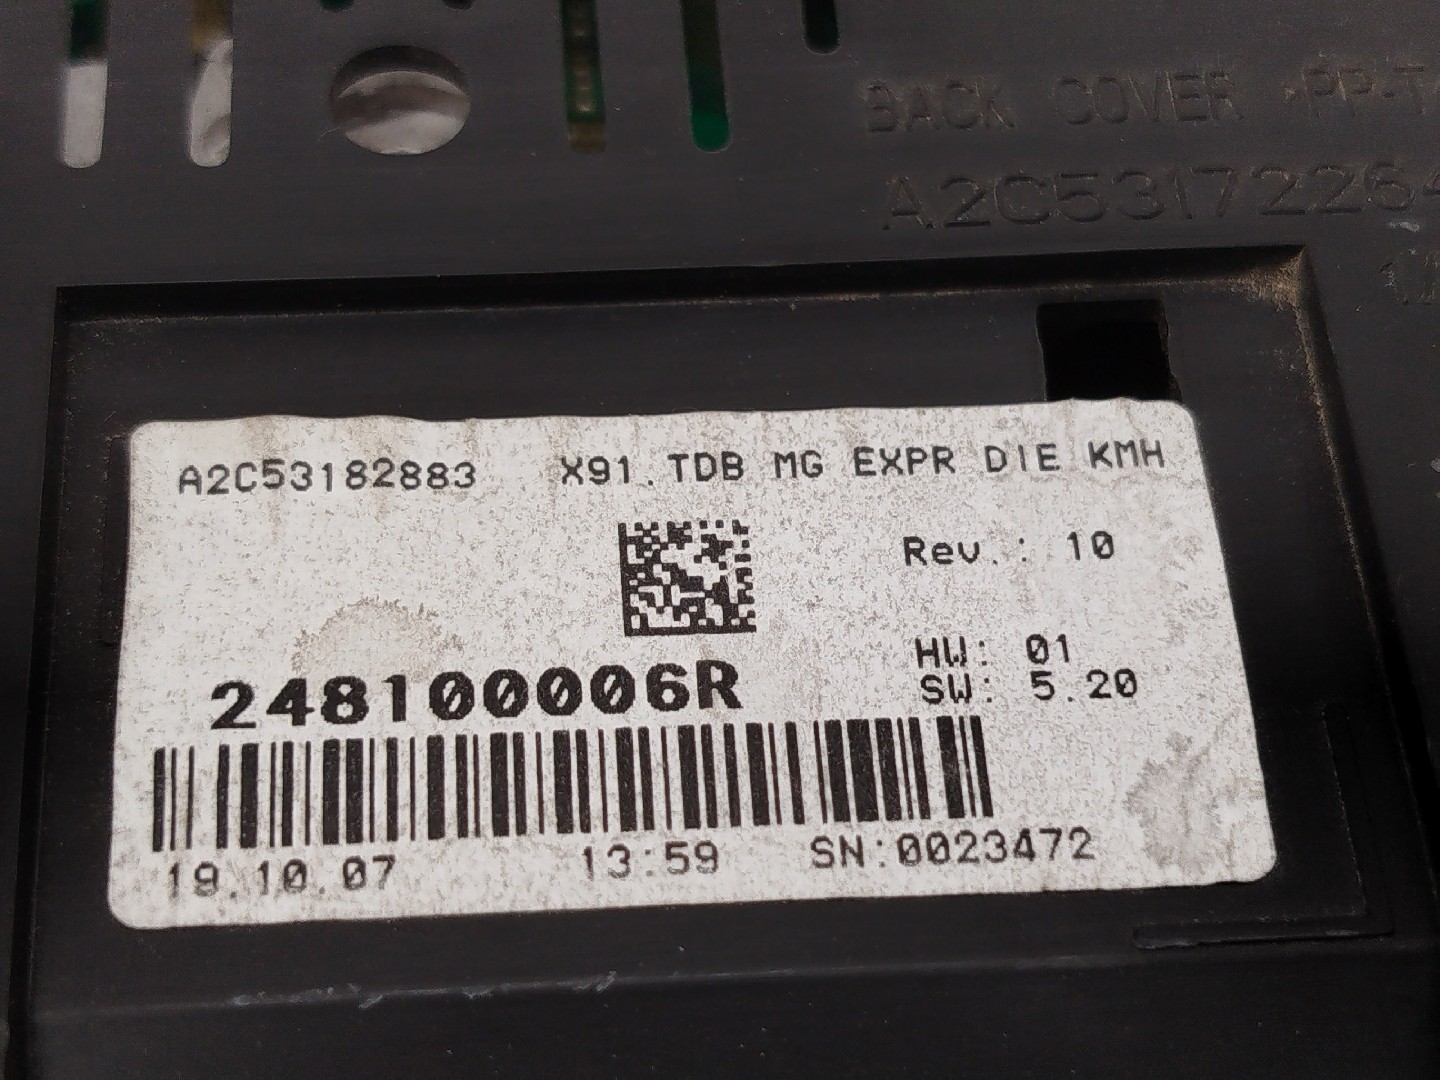 BACK COVER
A2C5317226
A2C53182883 X91.TDB MG EXPR DIE KMH
Rev.: 10
HW: 01
SW: 5.20
248100006R
19.10.07 13:59 SN:0023472